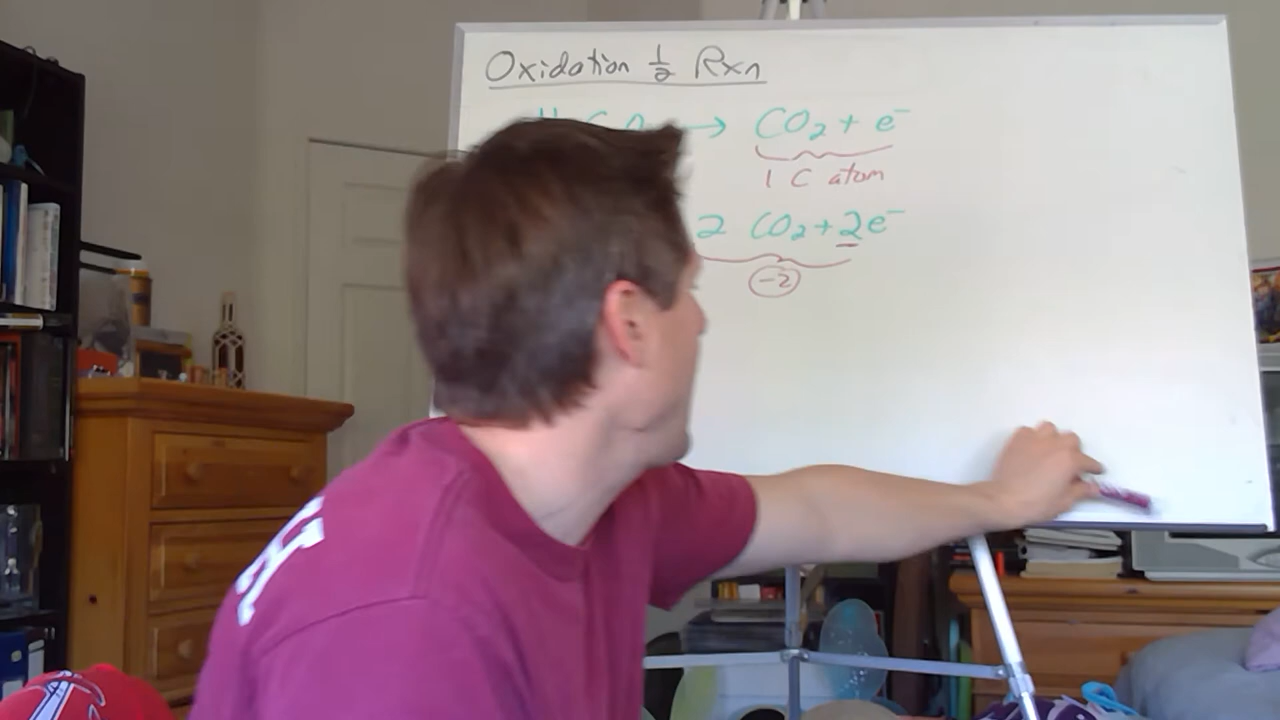 Oxidation 1/2 Rxn
→ CO₂ + e⁻
1 C atom
2 CO₂ + 2e⁻
-2